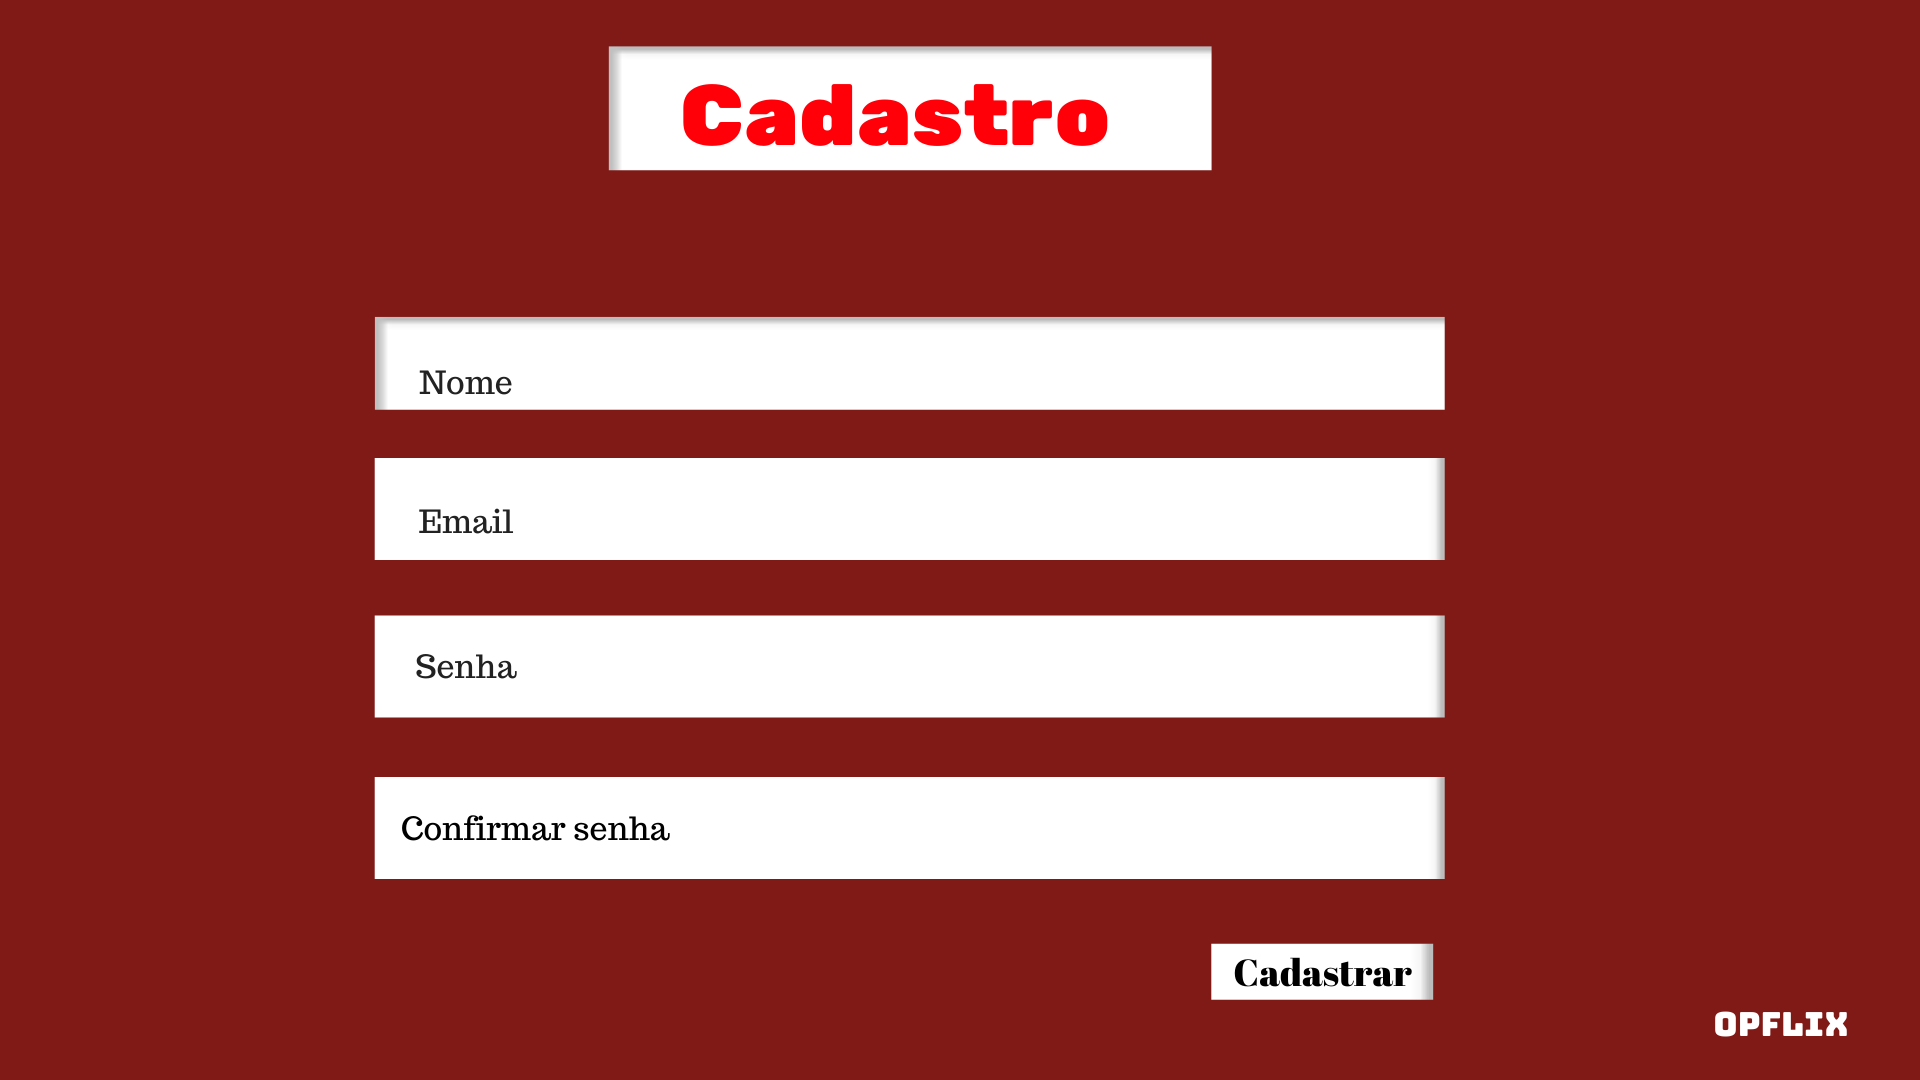 Cadastro
Nome
Email
Senha
Confirmar senha
Cadastrar
OPFLIX